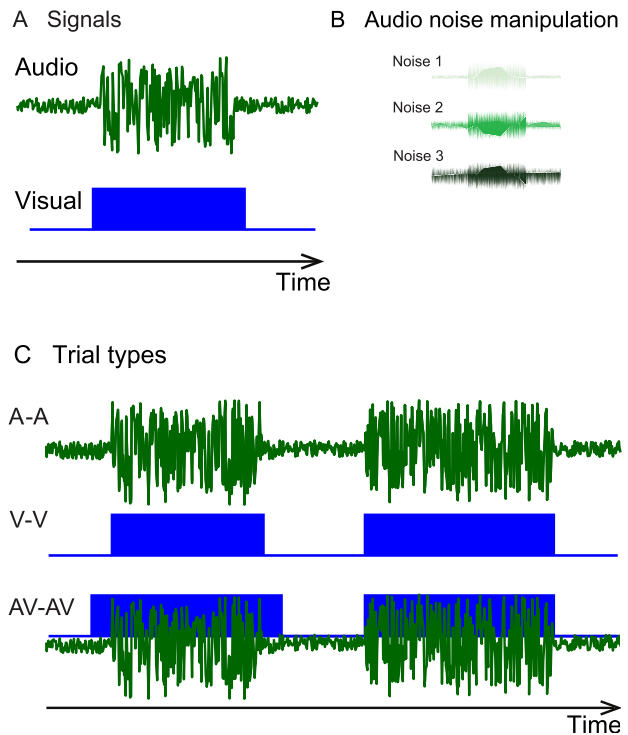 A Signals
Audio
Visual
Time
B Audio noise manipulation
Noise 1
Noise 2
Noise 3
C Trial types
A-A
V-V
AV-AV
Time